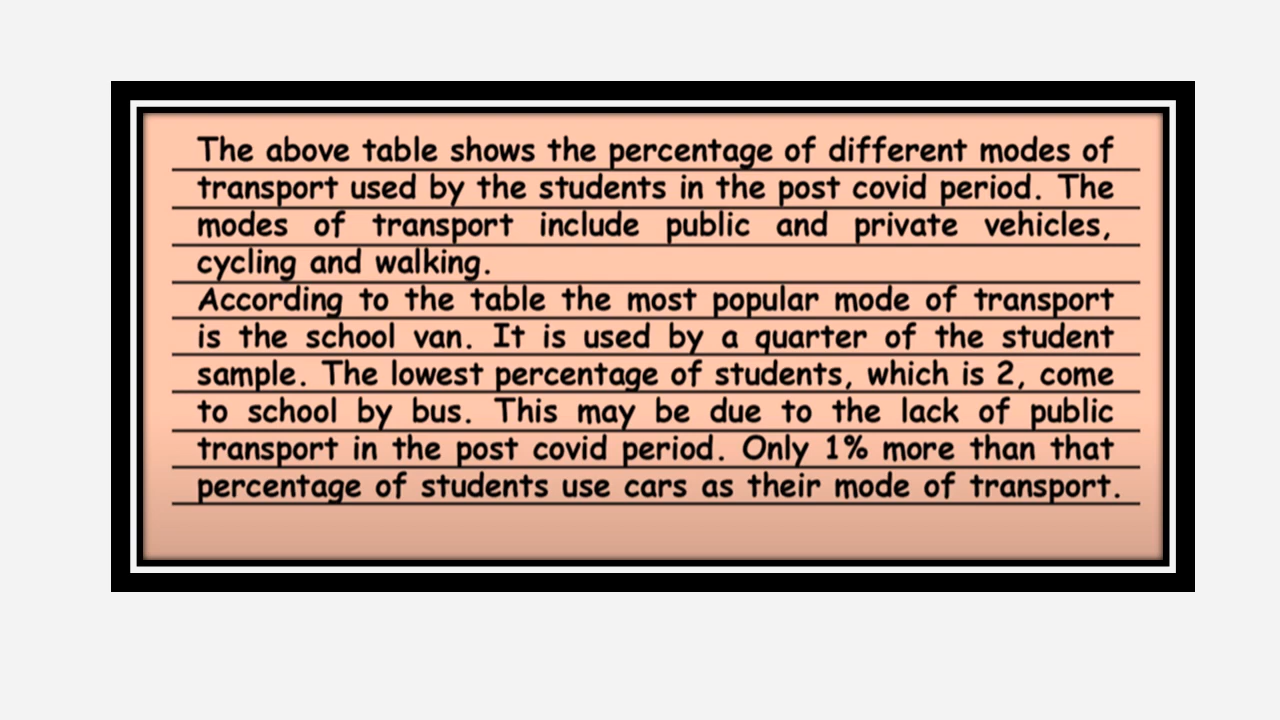 The above table shows the percentage of different modes of
transport used by the students in the post covid period. The
modes of transport include public and private vehicles,
cycling and walking.
According to the table the most popular mode of transport
is the school van. It is used by a quarter of the student
sample. The lowest percentage of students, which is 2, come
to school by bus. This may be due to the lack of public
transport in the post covid period. Only 1% more than that
percentage of students use cars as their mode of transport.